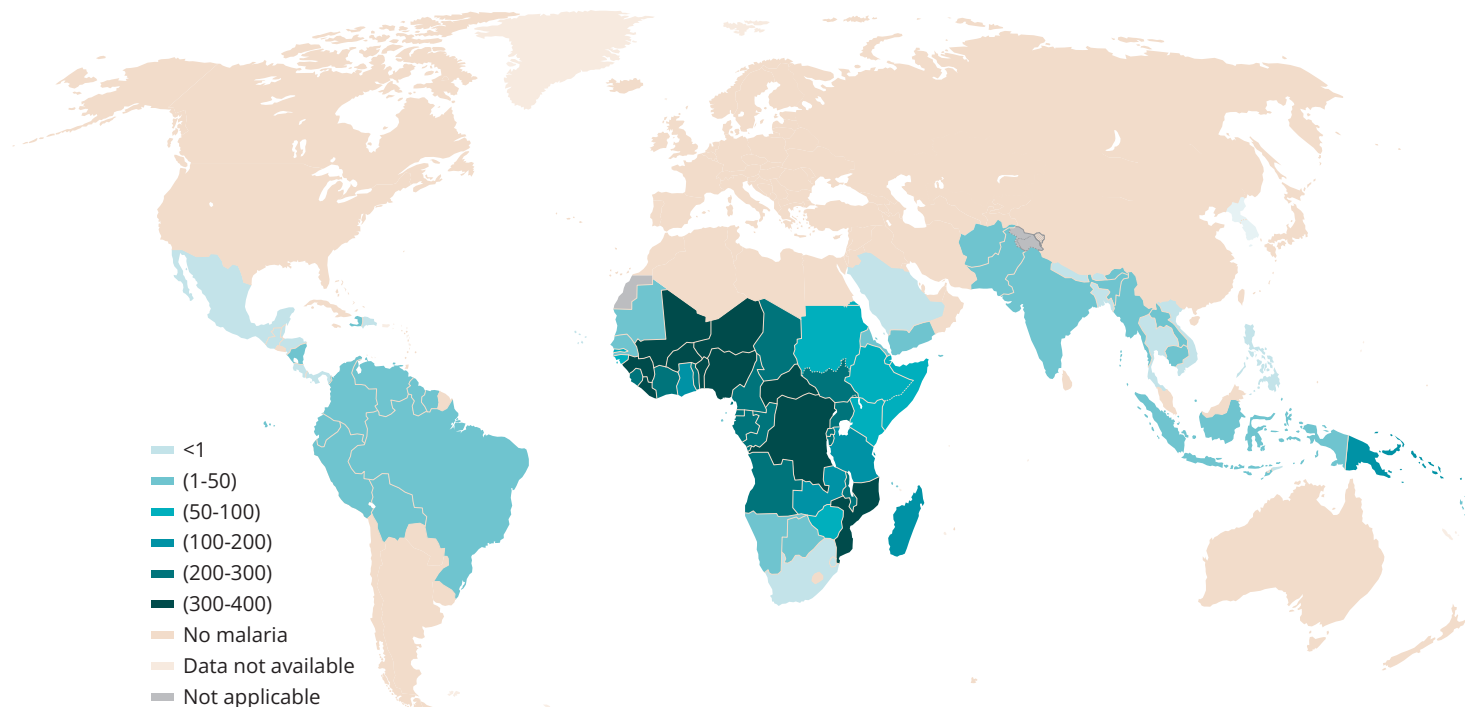 <1
(1-50)
(50-100)
(100-200)
(200-300)
(300-400)
No malaria
Data not available
Not applicable